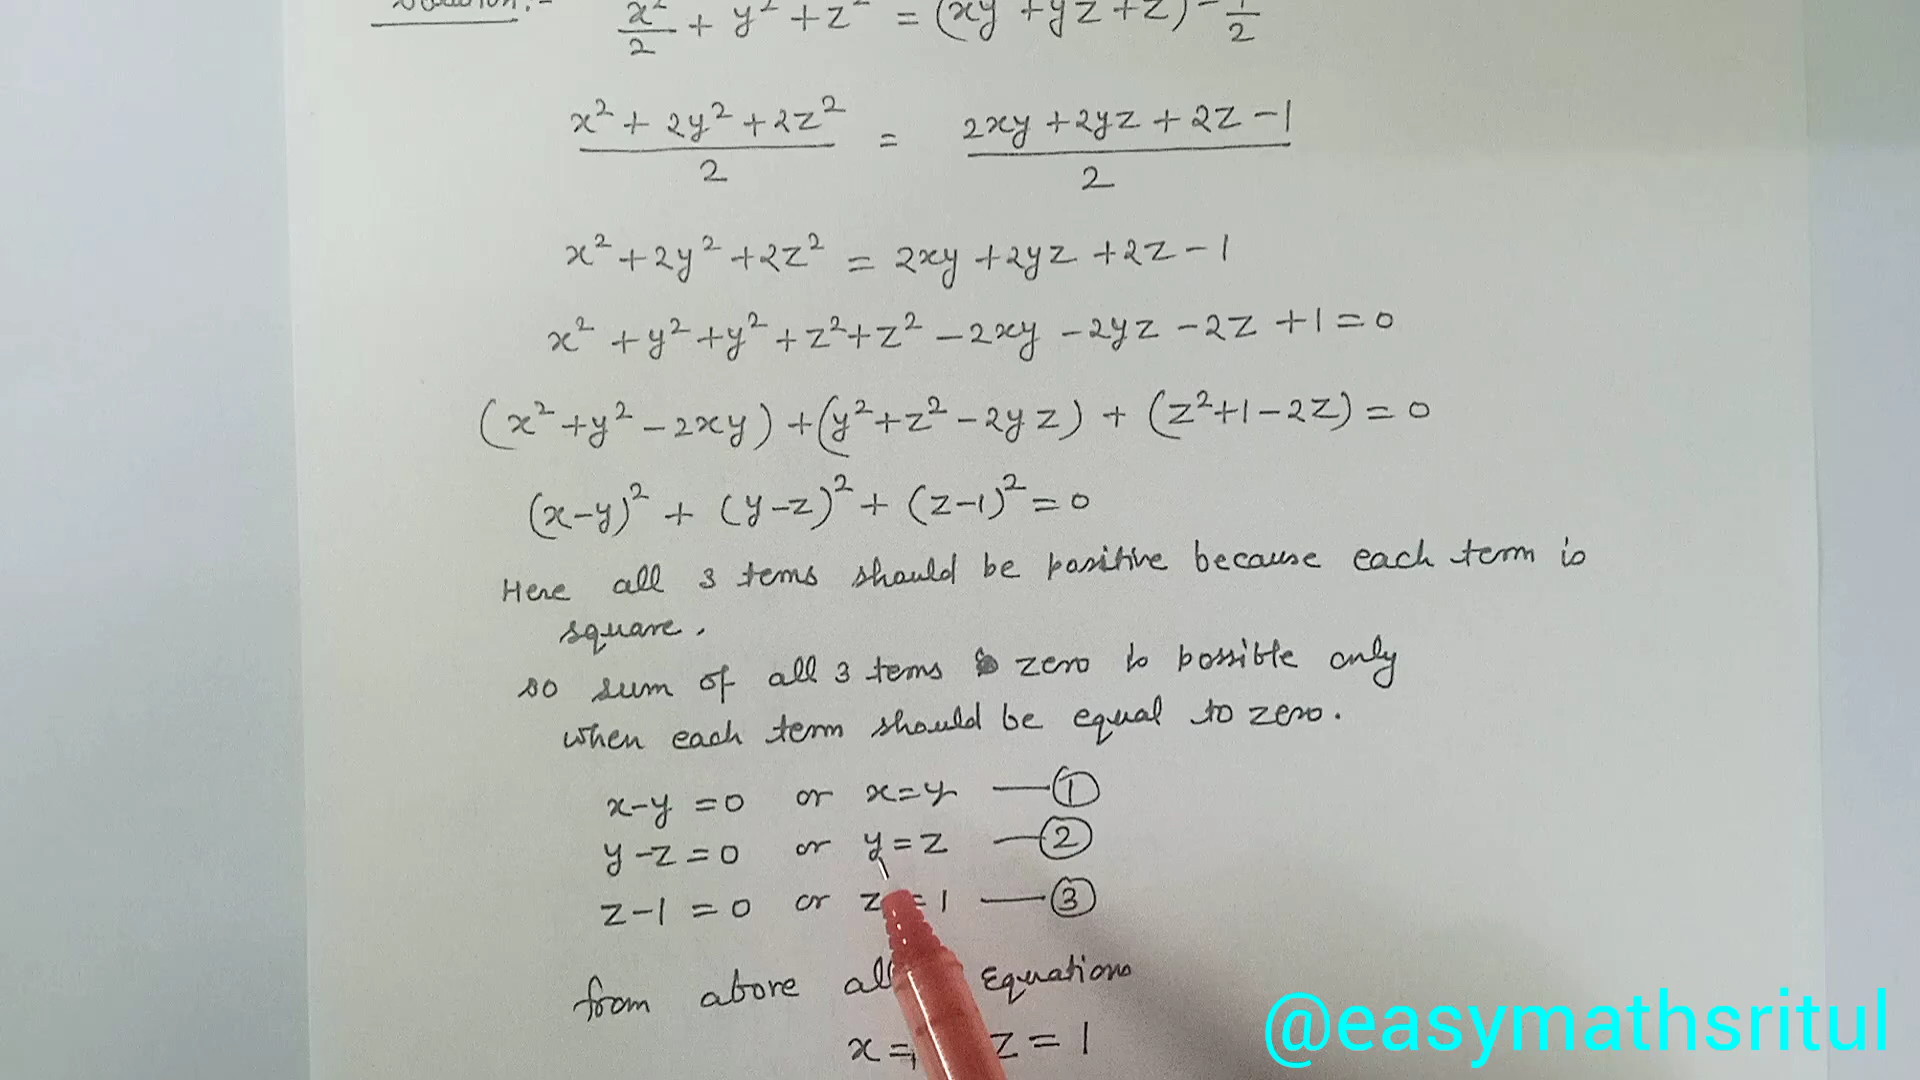 Solution:-
x²/2 + y² + z² = (xy + yz + z) - 1/2
(x² + 2y² + 2z²)/2 = (2xy + 2yz + 2z - 1)/2
x² + 2y² + 2z² = 2xy + 2yz + 2z - 1
x² + y² + y² + z² + z² - 2xy - 2yz - 2z + 1 = 0
(x² + y² - 2xy) + (y² + z² - 2yz) + (z² + 1 - 2z) = 0
(x-y)² + (y-z)² + (z-1)² = 0
Here all 3 tems should be positive because each term is
square.
so sum of all 3 tems zero is possible only
when each term should be equal to zero.
x-y = 0 or x=y —①
y-z = 0 or y=z —②
z-1 = 0 or z=1 —③
from above all Equations
x = z = 1
@easymathsritul